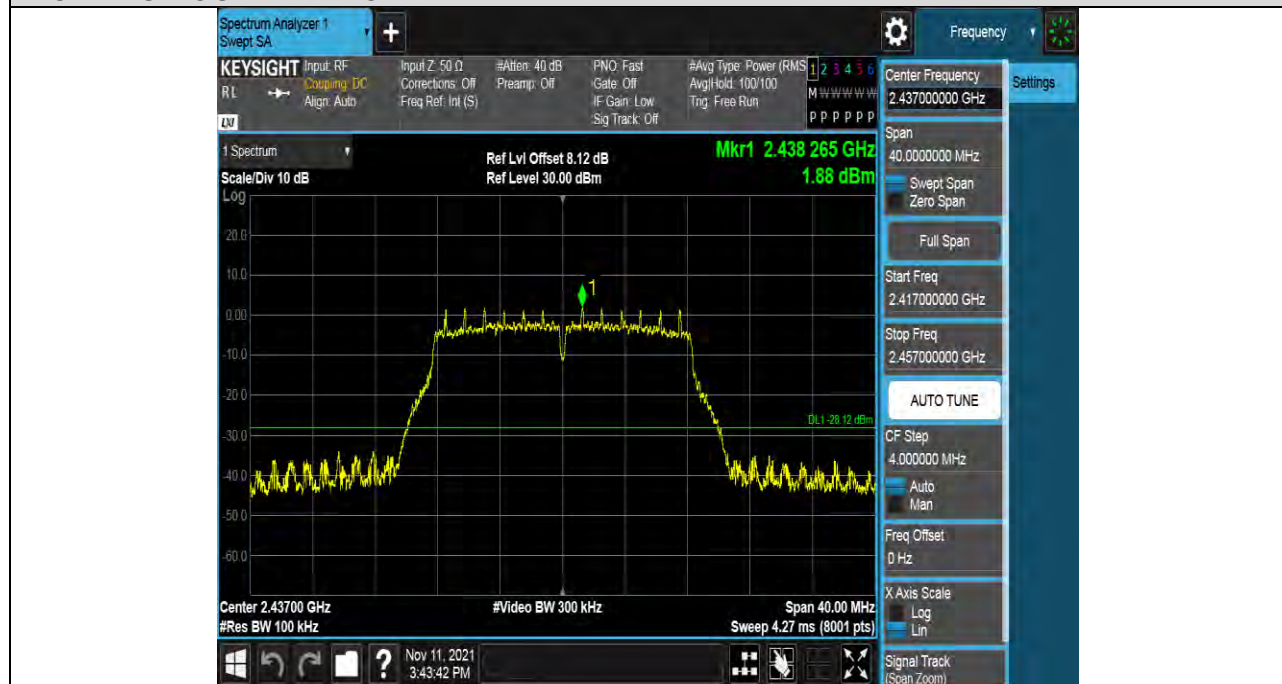 Spectrum Analyzer 1
Swept SA
+
Frequency
KEYSIGHT
RL
LXI
Input: RF
Coupling: DC
Align: Auto
Input Z: 50 Ω
Corrections: Off
Freq Ref: Int (S)
#Atten: 40 dB
Preamp: Off
PNO: Fast
Gate: Off
IF Gain: Low
Sig Track: Off
#Avg Type: Power (RMS
Avg|Hold: 100/100
Trig: Free Run
1 2 3 4 5 6
M W W W W W
P P P P P P
1 Spectrum
Scale/Div 10 dB
Ref Lvl Offset 8.12 dB
Ref Level 30.00 dBm
Mkr1 2.438 265 GHz
1.88 dBm
Log
20.0
10.0
0.00
-10.0
-20.0
-30.0
-40.0
-50.0
-60.0
1
DL1 -28.12 dBm
Center 2.43700 GHz
#Res BW 100 kHz
#Video BW 300 kHz
Span 40.00 MHz
Sweep 4.27 ms (8001 pts)
?
Nov 11, 2021
3:43:42 PM
Center Frequency
2.437000000 GHz
Settings
Span
40.0000000 MHz
Swept Span
Zero Span
Full Span
Start Freq
2.417000000 GHz
Stop Freq
2.457000000 GHz
AUTO TUNE
CF Step
4.000000 MHz
Auto
Man
Freq Offset
0 Hz
X Axis Scale
Log
Lin
Signal Track
(Span Zoom)